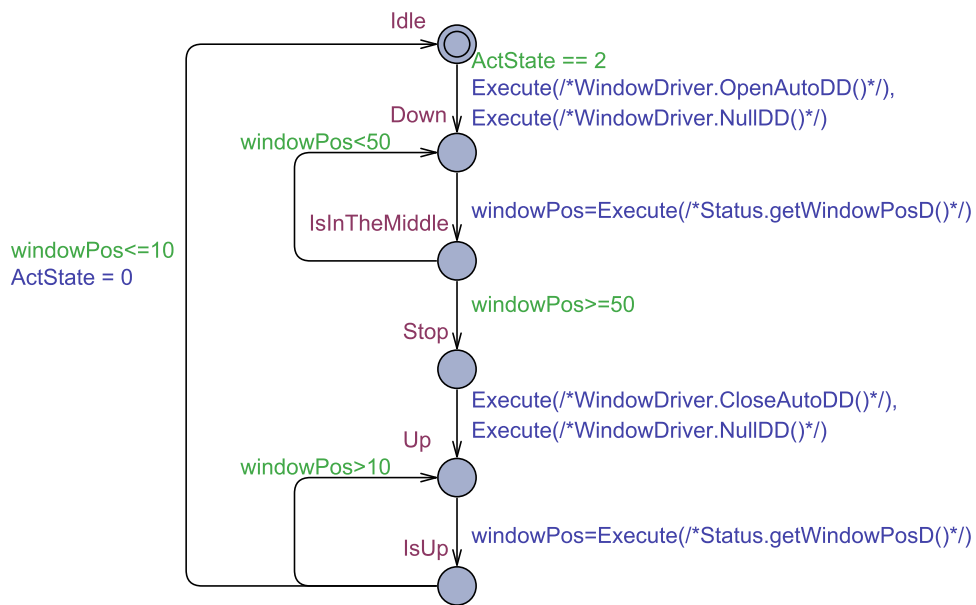 Idle
ActState == 2
Execute(/*WindowDriver.OpenAutoDD()*/),
Execute(/*WindowDriver.NullDD()*/)
Down
windowPos<50
windowPos=Execute(/*Status.getWindowPosD()*/)
IsInTheMiddle
windowPos<=10
ActState = 0
windowPos>=50
Stop
Execute(/*WindowDriver.CloseAutoDD()*/),
Execute(/*WindowDriver.NullDD()*/)
Up
windowPos>10
windowPos=Execute(/*Status.getWindowPosD()*/)
IsUp